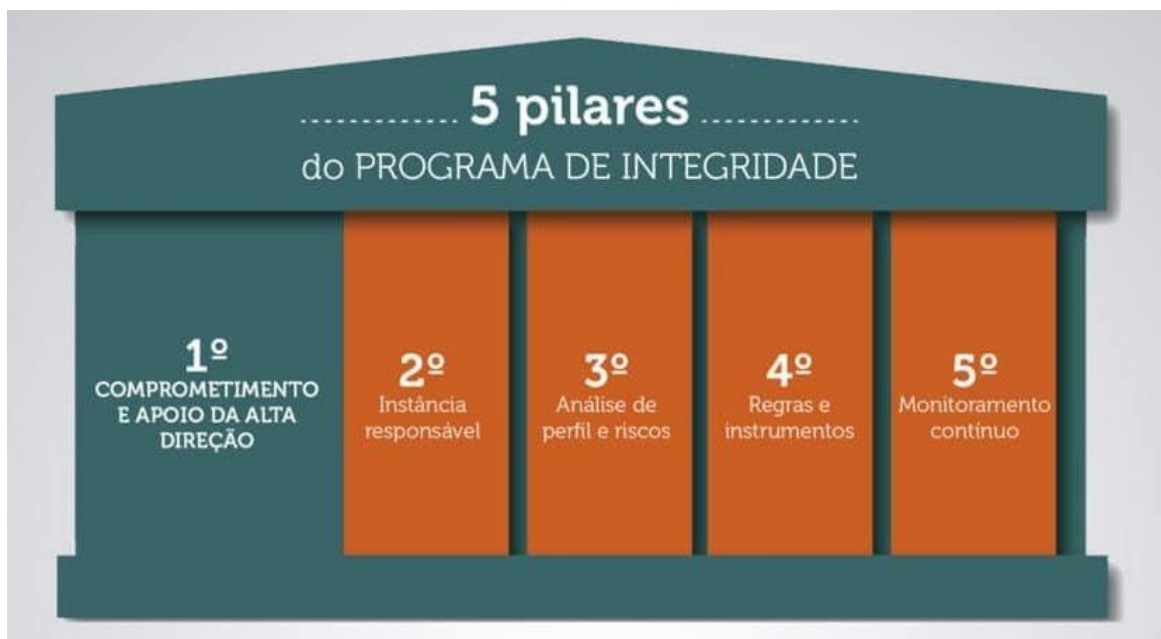 5 pilares
do PROGRAMA DE INTEGRIDADE
1º
COMPROMETIMENTO
E APOIO DA ALTA
DIREÇÃO
2º
Instância
responsável
3º
Análise de
perfil e riscos
4º
Regras e
instrumentos
5º
Monitoramento
contínuo